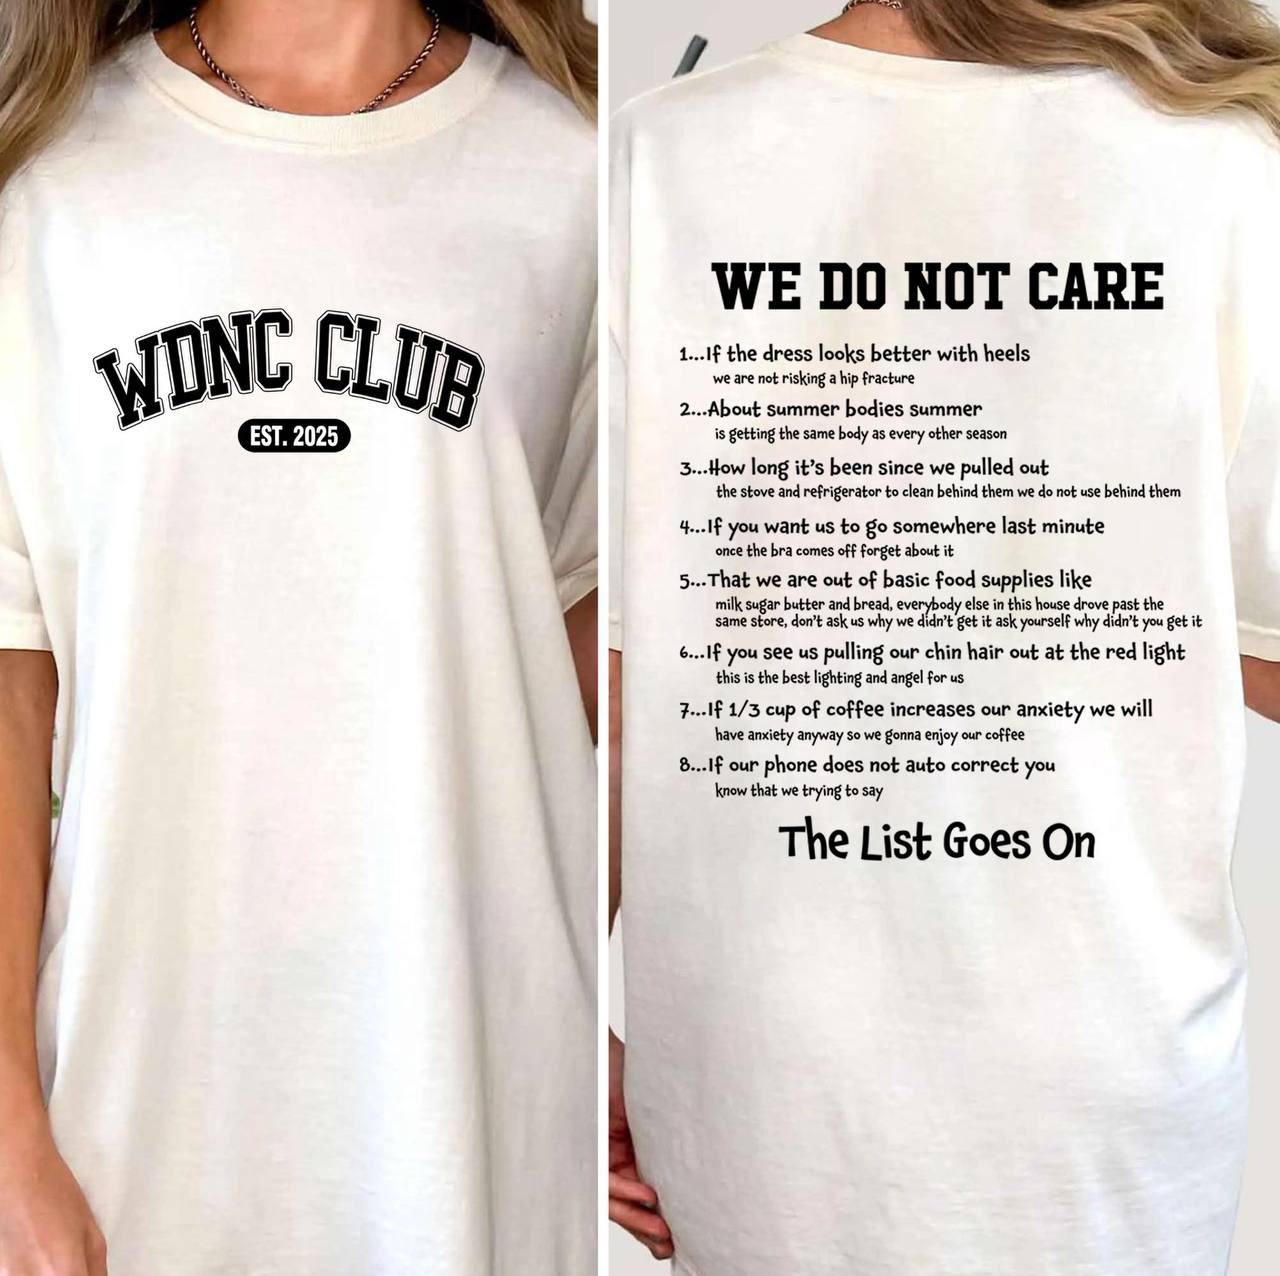 WDNC CLUB
EST. 2025
WE DO NOT CARE
1...If the dress looks better with heels
we are not risking a hip fracture
2...About summer bodies summer
is getting the same body as every other season
3...How long it's been since we pulled out
the stove and refrigerator to clean behind them we do not use behind them
4...If you want us to go somewhere last minute
once the bra comes off forget about it
5...That we are out of basic food supplies like
milk sugar butter and bread, everybody else in this house drove past the
same store, don't ask us why we didn't get it ask yourself why didn't you get it
6...If you see us pulling our chin hair out at the red light
this is the best lighting and angel for us
7...If 1/3 cup of coffee increases our anxiety we will
have anxiety anyway so we gonna enjoy our coffee
8...If our phone does not auto correct you
know that we trying to say
The List Goes On